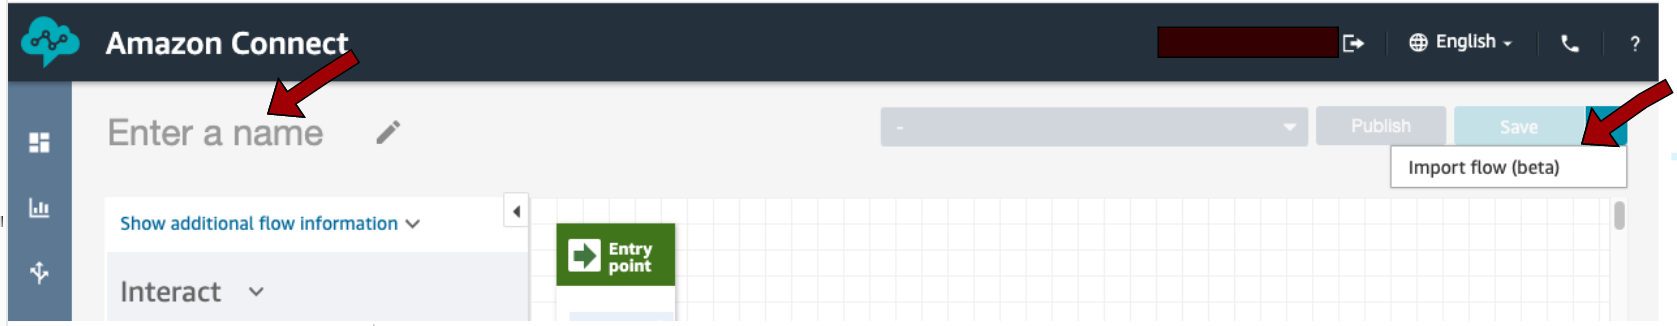 Amazon Connect
English
?
Enter a name
-
Publish
Save
Import flow (beta)
Show additional flow information
Entry
point
Interact